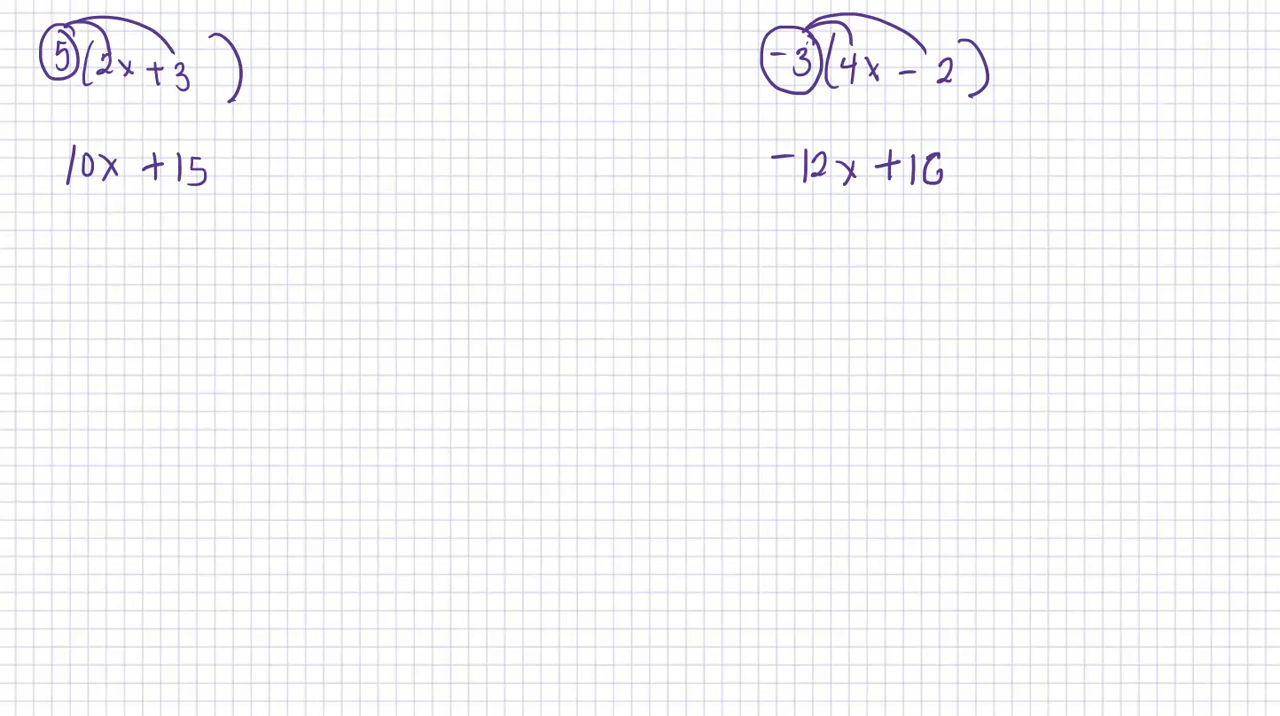 5(2x + 3)
10x + 15
-3(4x - 2)
-12x + 16